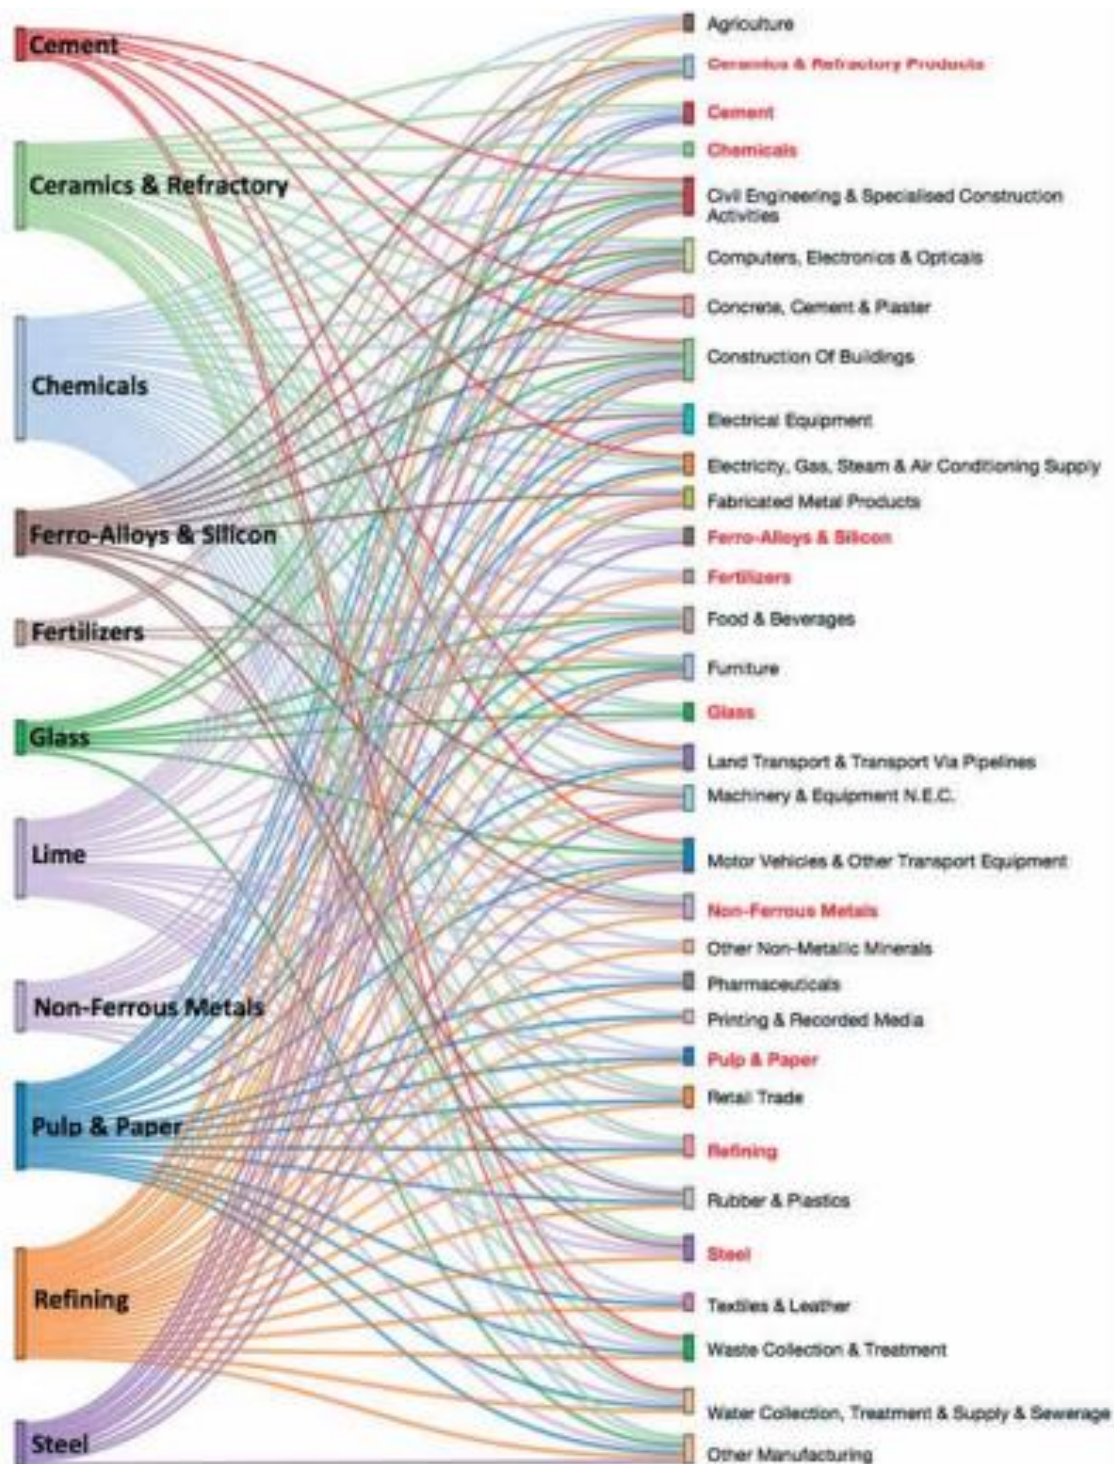 Cement
Ceramics & Refractory
Chemicals
Ferro-Alloys & Silicon
Fertilizers
Glass
Lime
Non-Ferrous Metals
Pulp & Paper
Refining
Steel
Agriculture
Ceramics & Refractory Products
Cement
Chemicals
Civil Engineering & Specialised Construction
Activities
Computers, Electronics & Opticals
Concrete, Cement & Plaster
Construction Of Buildings
Electrical Equipment
Electricity, Gas, Steam & Air Conditioning Supply
Fabricated Metal Products
Ferro-Alloys & Silicon
Fertilizers
Food & Beverages
Furniture
Glass
Land Transport & Transport Via Pipelines
Machinery & Equipment N.E.C.
Motor Vehicles & Other Transport Equipment
Non-Ferrous Metals
Other Non-Metallic Minerals
Pharmaceuticals
Printing & Recorded Media
Pulp & Paper
Retail Trade
Refining
Rubber & Plastics
Steel
Textiles & Leather
Waste Collection & Treatment
Water Collection, Treatment & Supply & Sewerage
Other Manufacturing